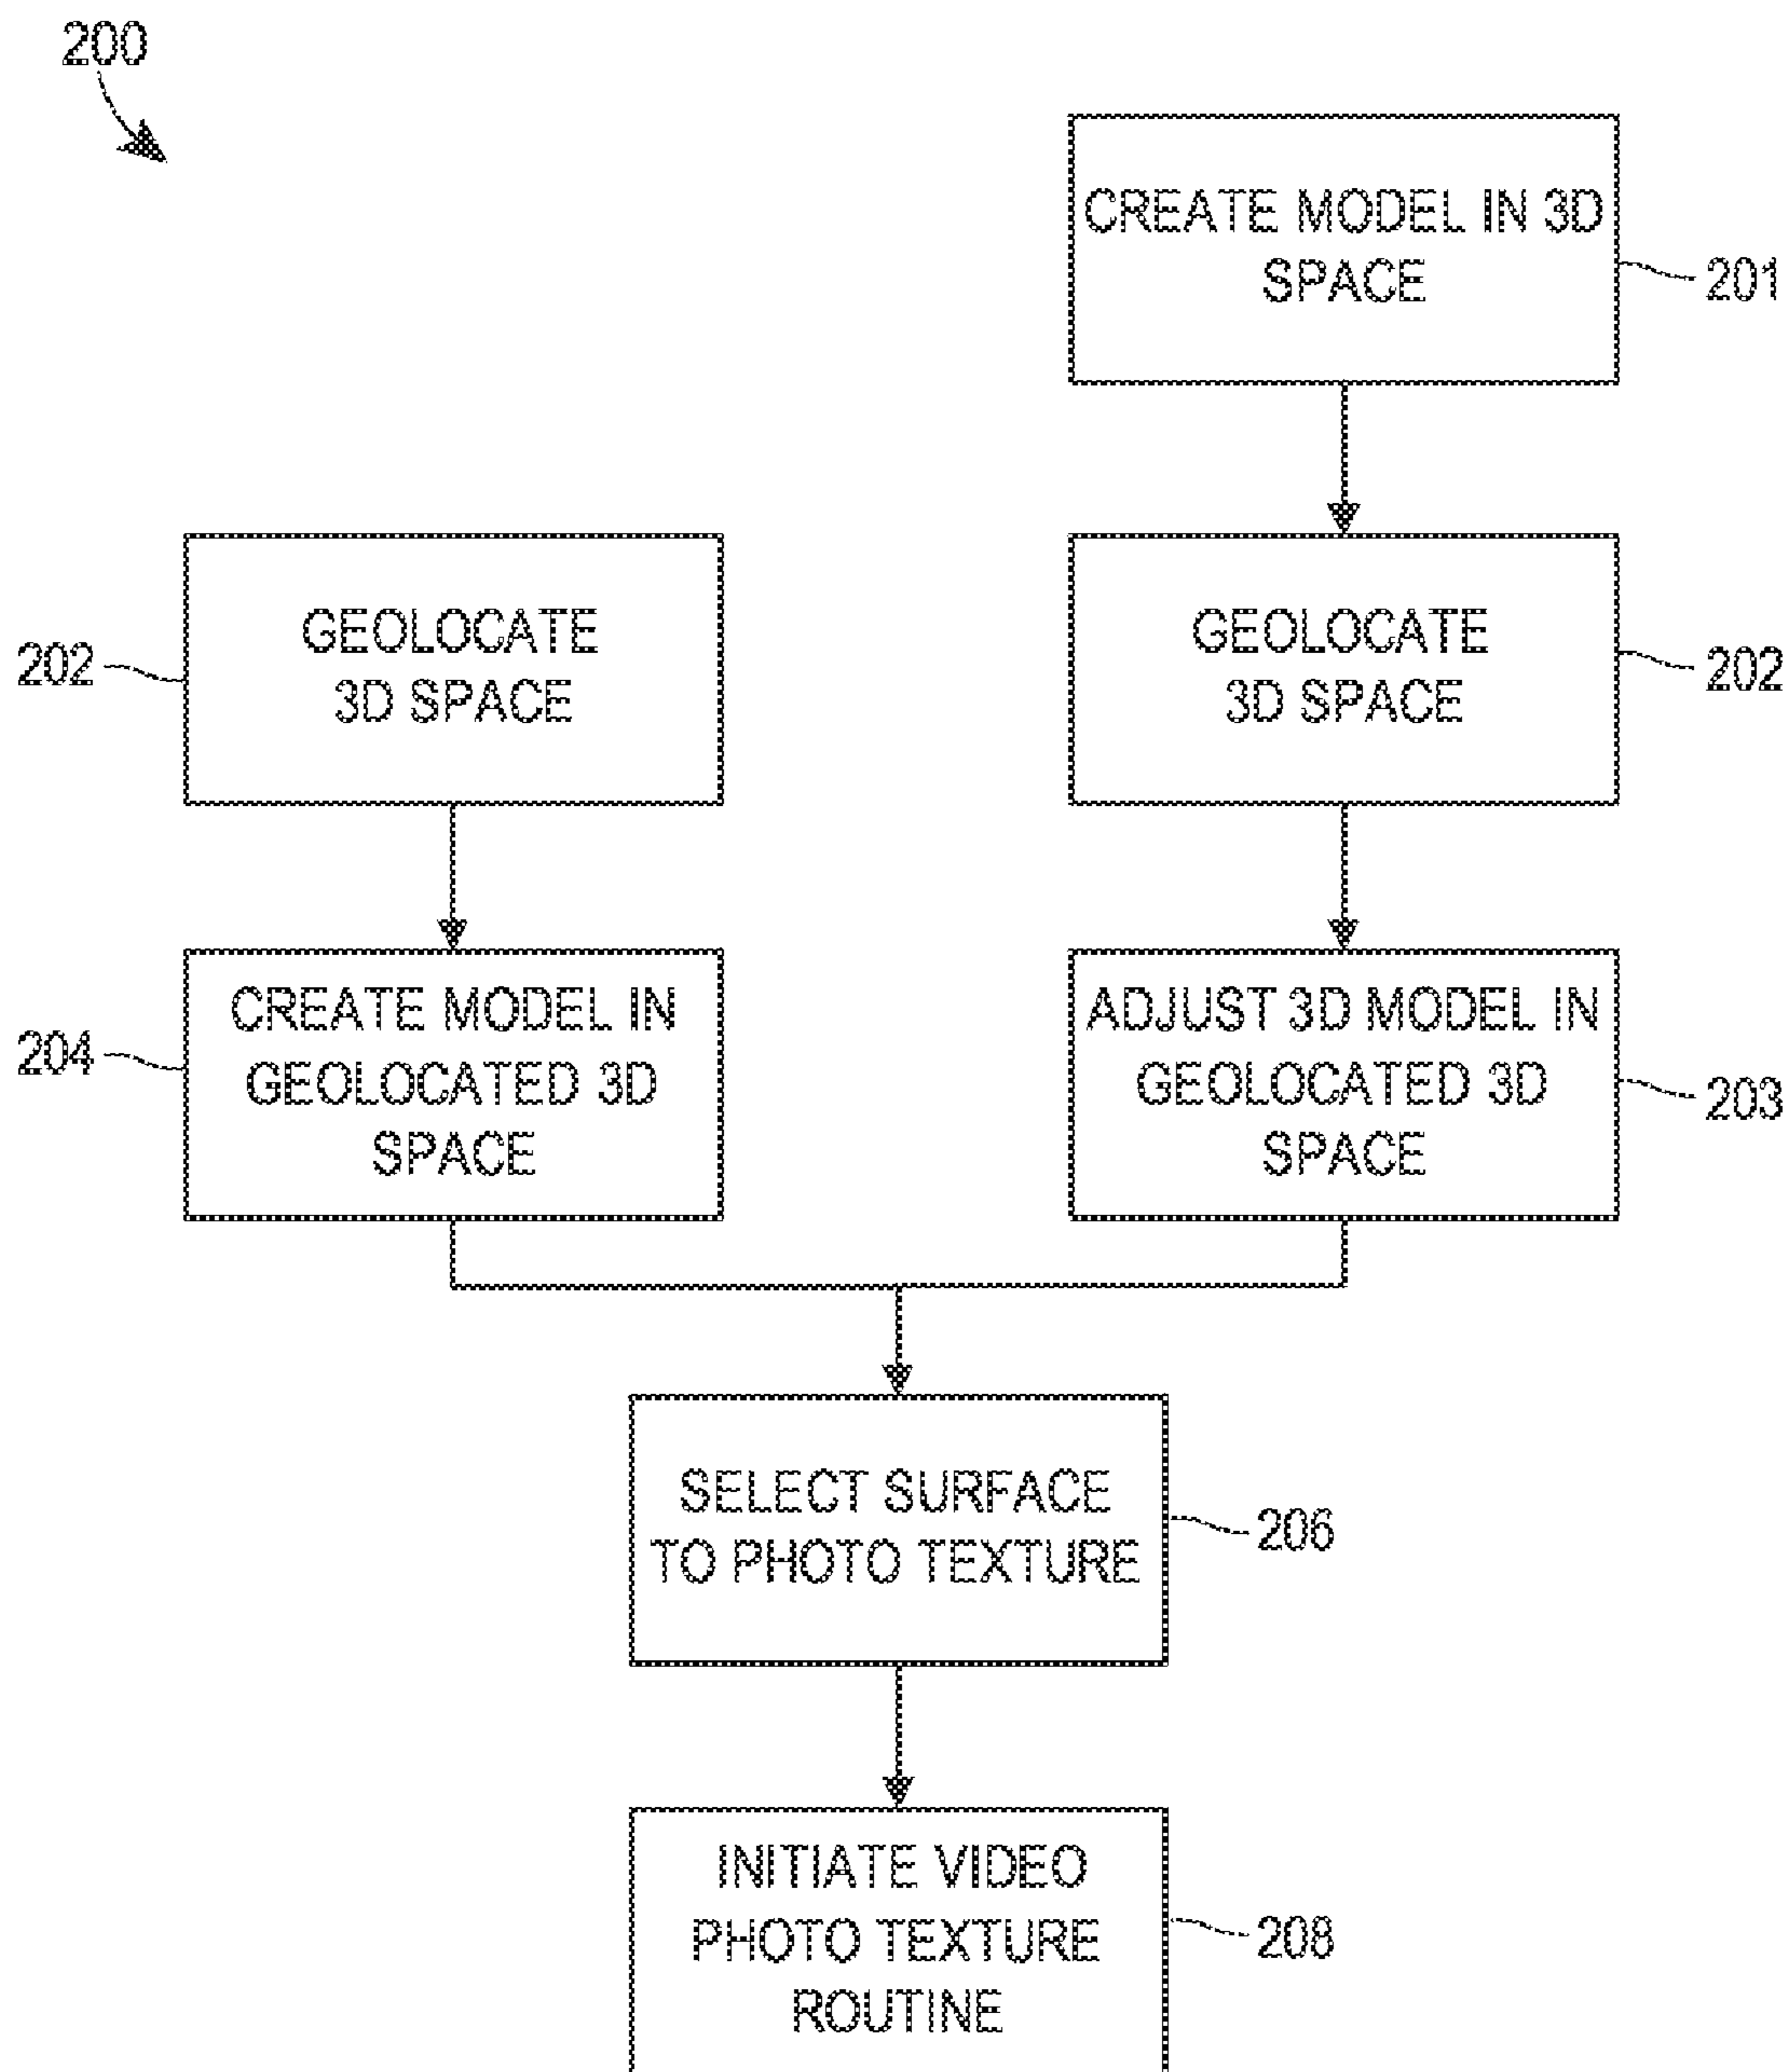 200
CREATE MODEL IN 3D
SPACE
201
GEOLOCATE
3D SPACE
202
GEOLOCATE
3D SPACE
202
CREATE MODEL IN
GEOLOCATED 3D
SPACE
204
ADJUST 3D MODEL IN
GEOLOCATED 3D
SPACE
203
SELECT SURFACE
TO PHOTO TEXTURE
206
INITIATE VIDEO
PHOTO TEXTURE
ROUTINE
208